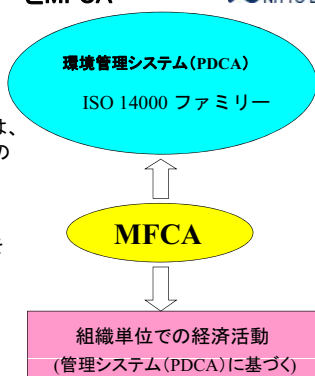 とMFCA
環境管理システム(PDCA)
ISO 14000 ファミリー
は、
の
MFCA
組織単位での経済活動
(管理システム(PDCA)に基づく)